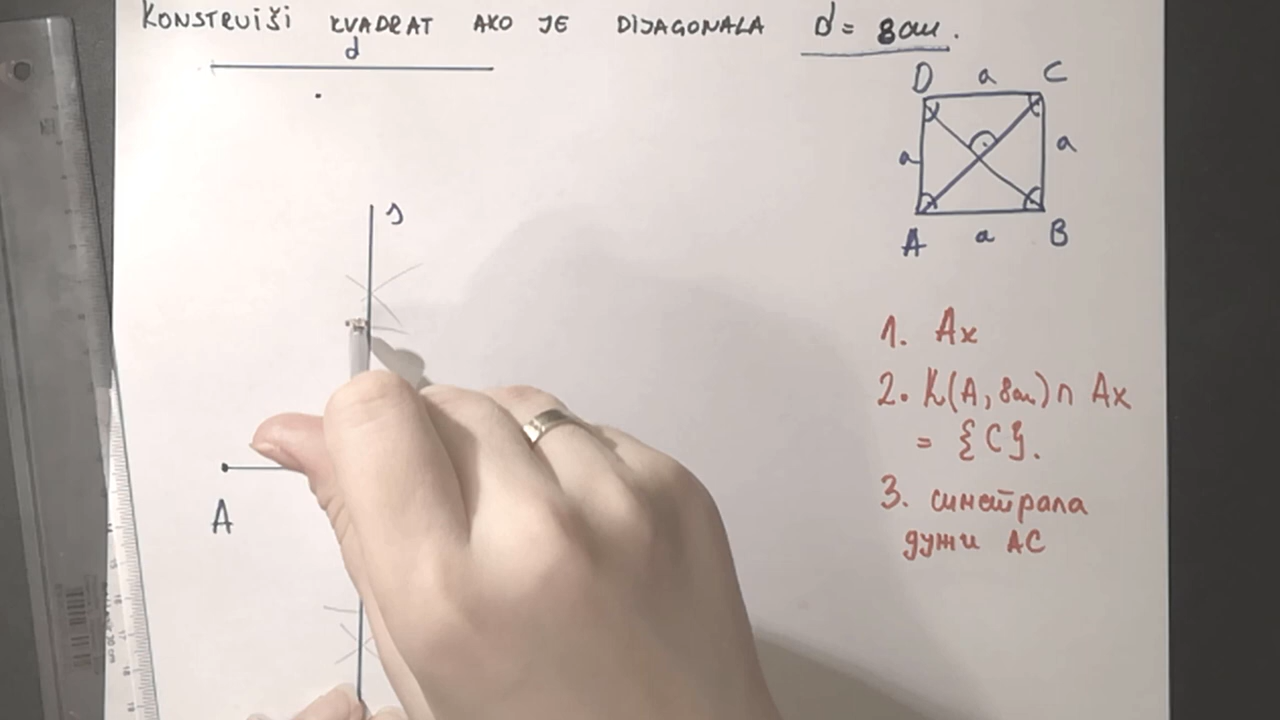 KONSTRUIŠI KVADRAT AKO JE DIJAGONALA d = 8cm.
d
D a C
a a
A a B
s
A
1. Ax
2. K(A, 8cm) ∩ Ax
= {C}.
3. симетрала
дужи AC